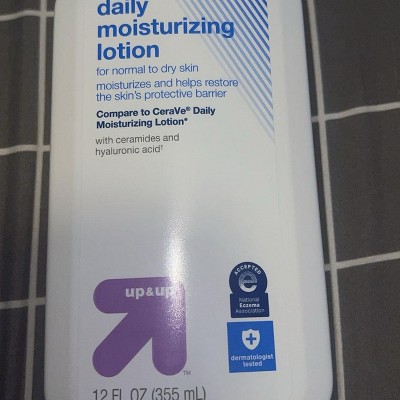 daily
moisturizing
lotion
for normal to dry skin
moisturizes and helps restore
the skin's protective barrier
Compare to CeraVe® Daily
Moisturizing Lotion*
with ceramides and
hyaluronic acid†
up&up
TM
ACCEPTED
e
National
Eczema
Association
dermatologist
tested
12 FL OZ (355 mL)